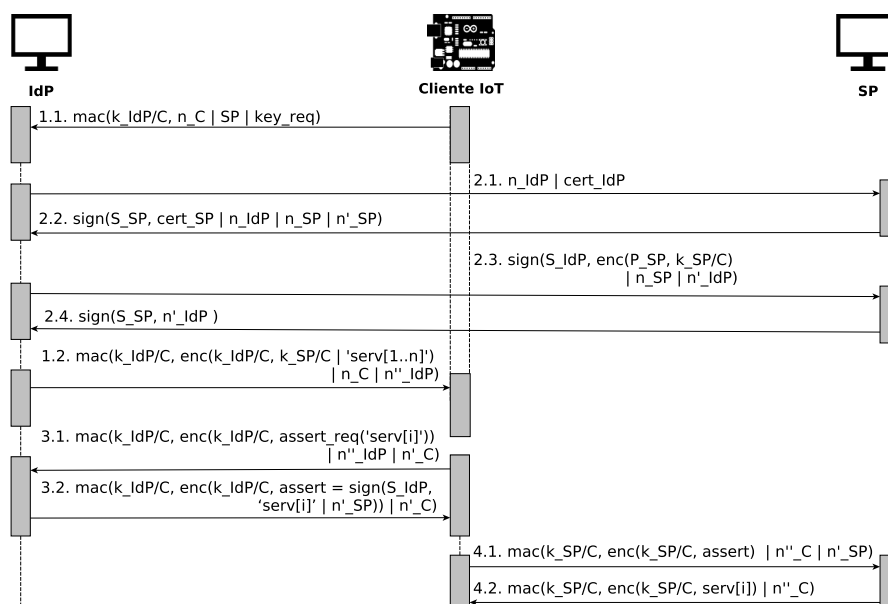 IdP
Cliente IoT
SP
1.1. mac(k_IdP/C, n_C | SP | key_req)
2.1. n_IdP | cert_IdP
2.2. sign(S_SP, cert_SP | n_IdP | n_SP | n'_SP)
2.3. sign(S_IdP, enc(P_SP, k_SP/C)
| n_SP | n'_IdP)
2.4. sign(S_SP, n'_IdP )
1.2. mac(k_IdP/C, enc(k_IdP/C, k_SP/C | 'serv[1..n]')
| n_C | n''_IdP)
3.1. mac(k_IdP/C, enc(k_IdP/C, assert_req('serv[i]'))
| n''_IdP | n'_C)
3.2. mac(k_IdP/C, enc(k_IdP/C, assert = sign(S_IdP,
‘serv[i]’ | n'_SP)) | n'_C)
4.1. mac(k_SP/C, enc(k_SP/C, assert)  | n''_C | n'_SP)
4.2. mac(k_SP/C, enc(k_SP/C, serv[i]) | n''_C)